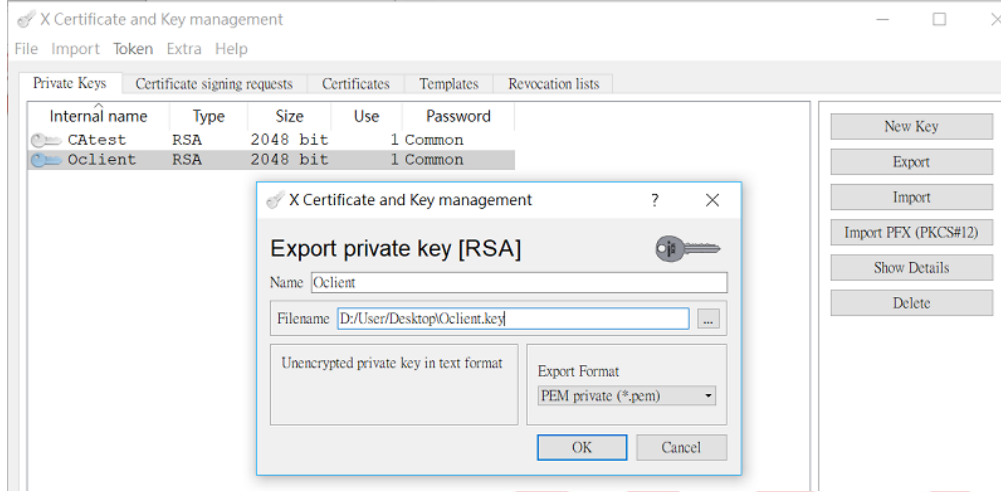 X Certificate and Key management
File Import Token Extra Help
Private Keys Certificate signing requests Certificates Templates Revocation lists
Internal name Type Size Use Password
CAtest RSA 2048 bit 1 Common
Oclient RSA 2048 bit 1 Common
New Key
Export
Import
Import PFX (PKCS#12)
Show Details
Delete
X Certificate and Key management ?
Export private key [RSA]
Name Oclient
Filename D:/User/Desktop\Oclient.key ...
Unencrypted private key in text format
Export Format
PEM private (*.pem)
OK Cancel